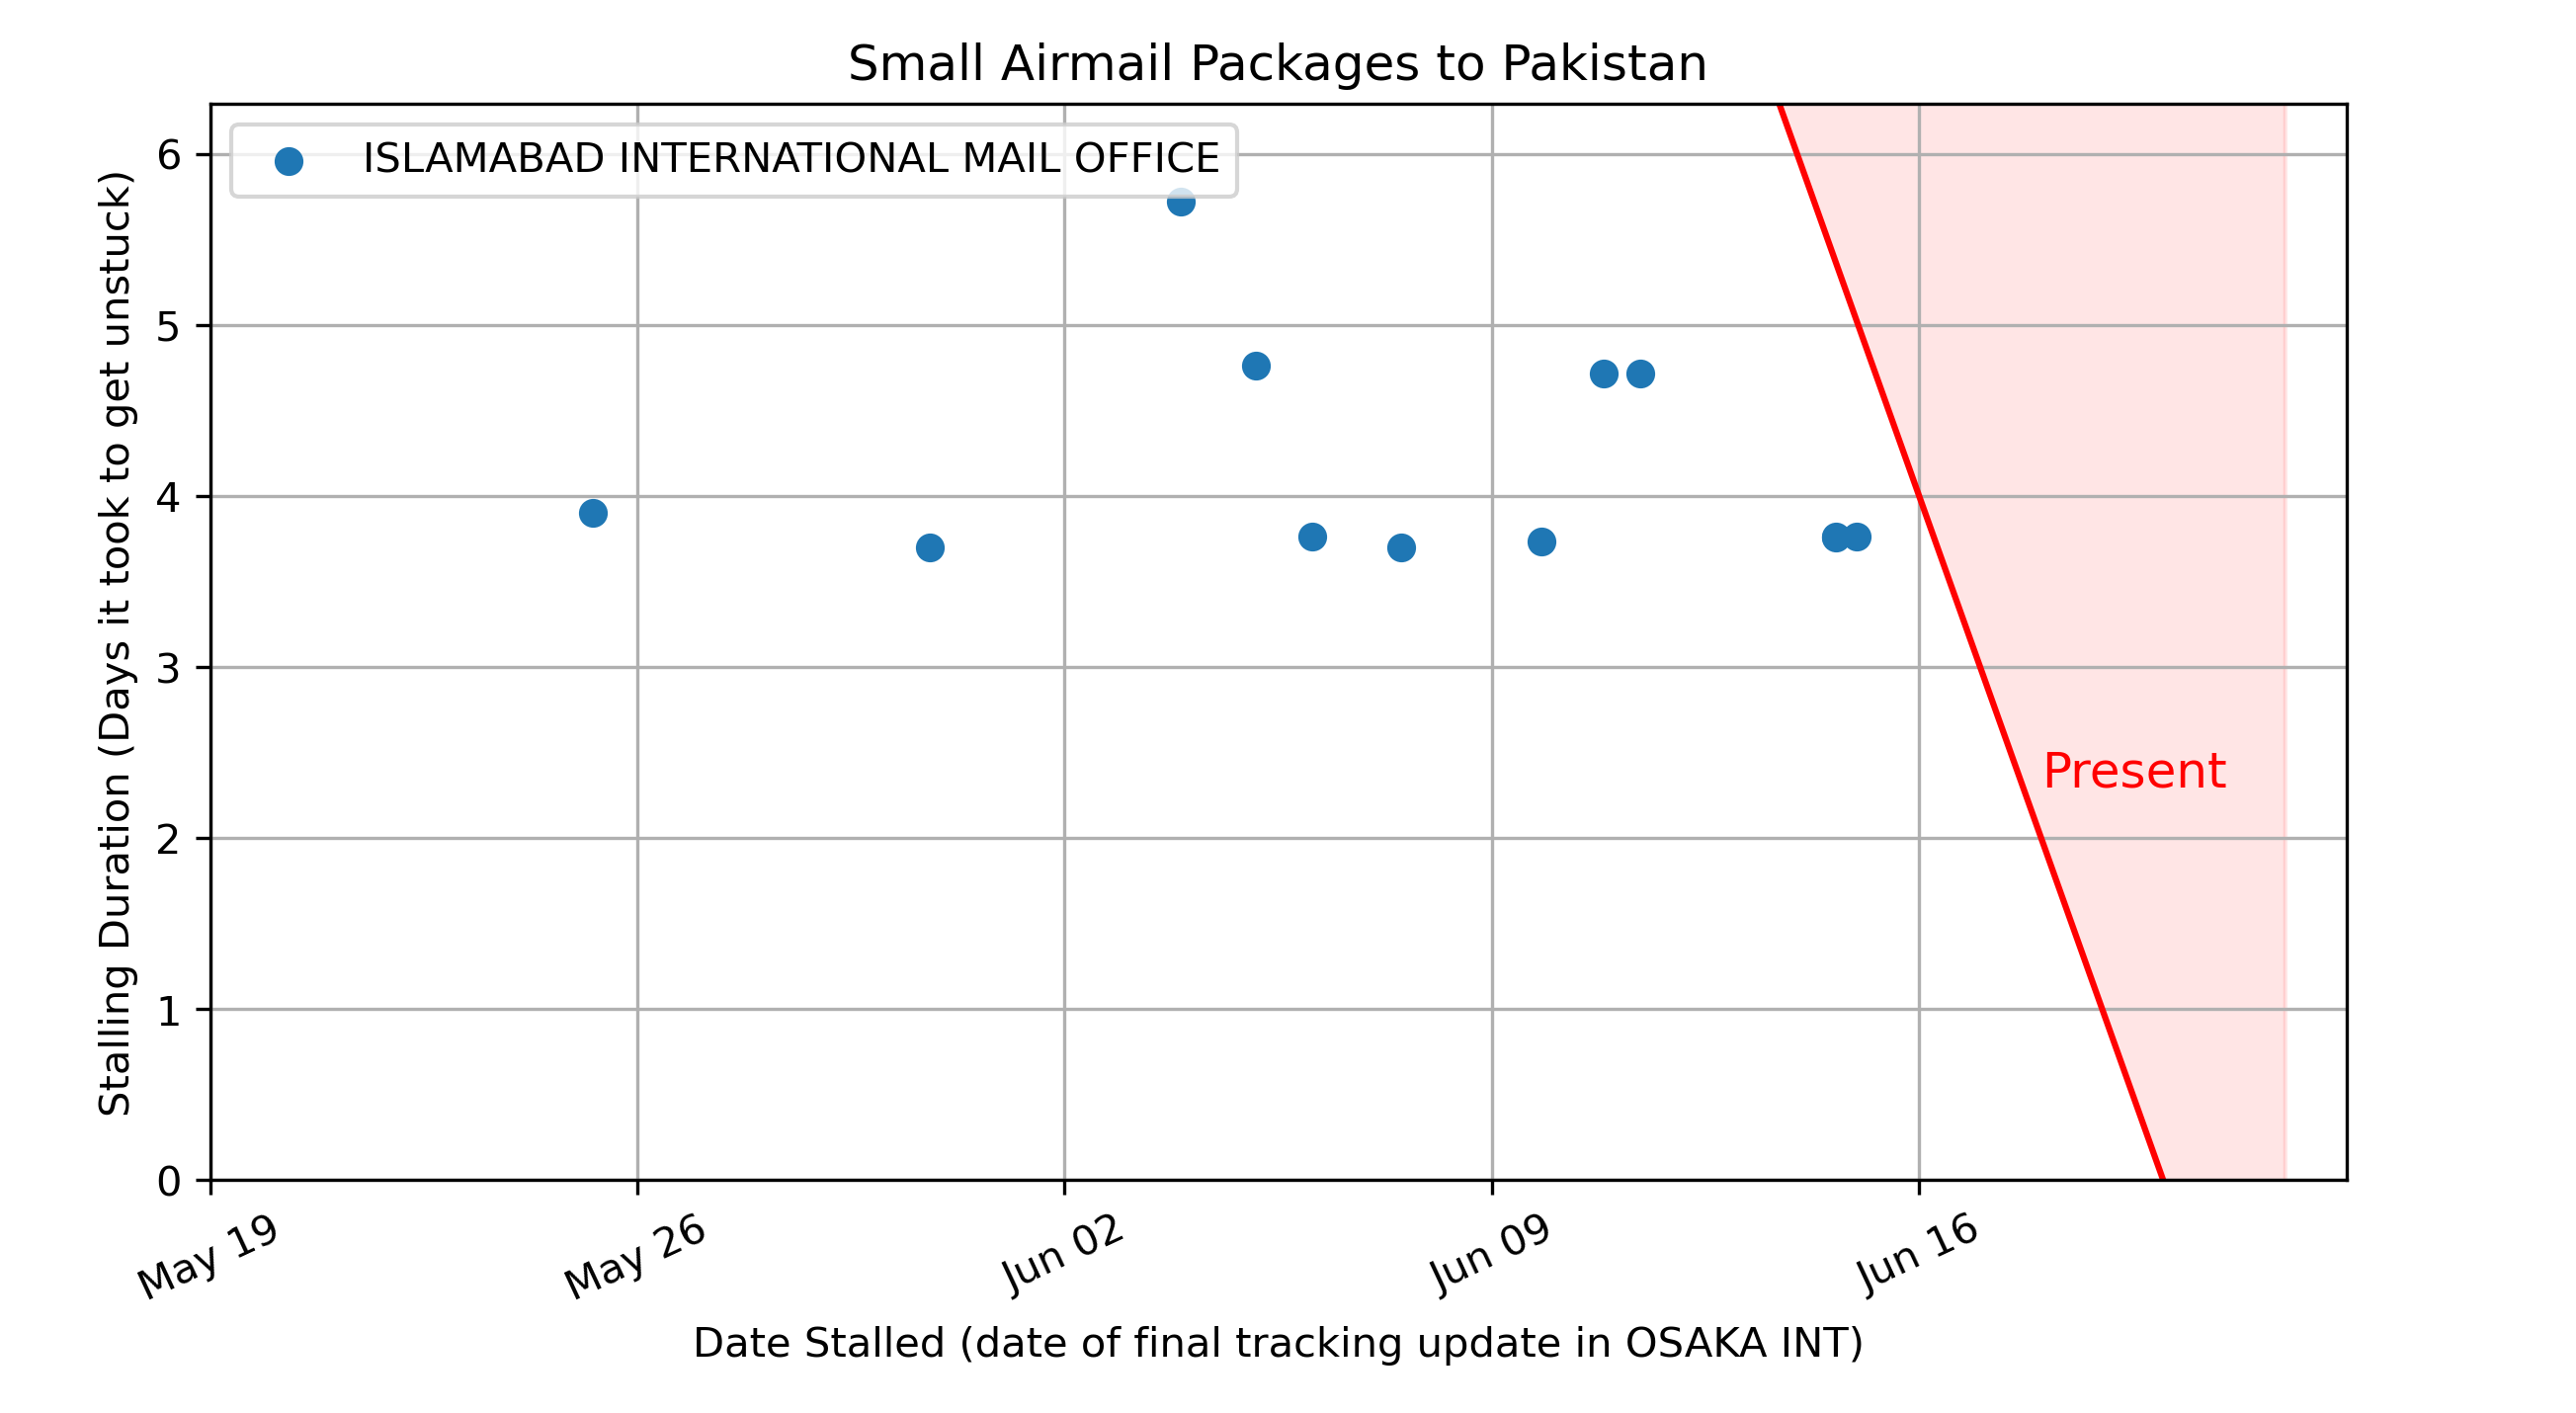 Small Airmail Packages to Pakistan
ISLAMABAD INTERNATIONAL MAIL OFFICE
Stalling Duration (Days it took to get unstuck)
6
5
4
3
2
1
0
Present
May 19
May 26
Jun 02
Jun 09
Jun 16
Date Stalled (date of final tracking update in OSAKA INT)